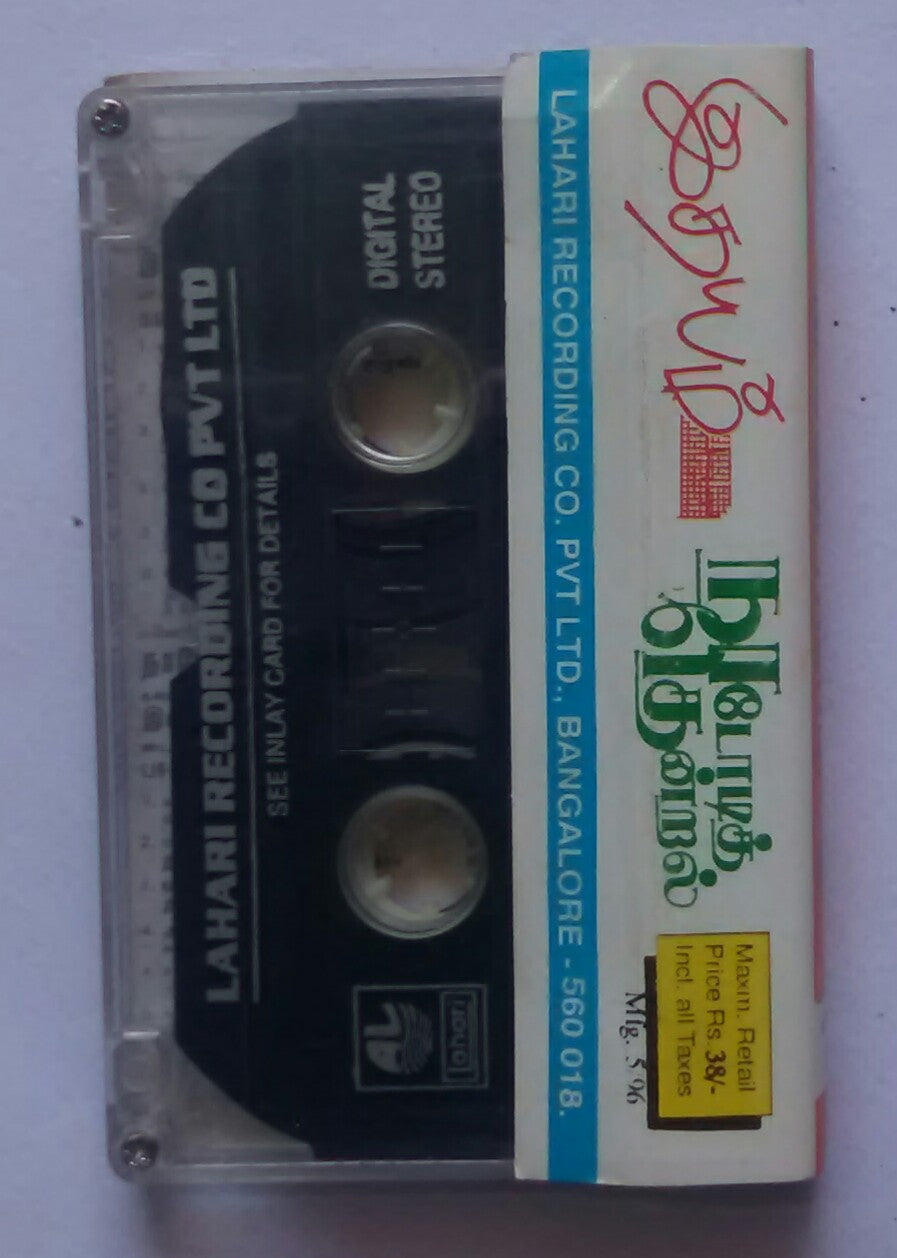 LAHARI RECORDING CO PVT LTD
SEE INLAY CARD FOR DETAILS
DIGITAL
STEREO
Lahari
LAHARI RECORDING CO. PVT LTD., BANGALORE - 560 018.
இதயம்
நாடோடித்
தென்றல்
Maxm. Retail
Price Rs. 38/-
Incl. all Taxes
Mfg. 5 96